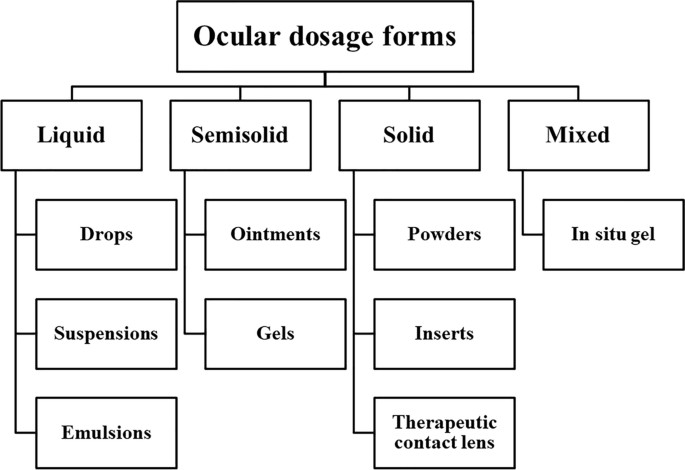 Ocular dosage forms
Liquid
Semisolid
Solid
Mixed
Drops
Ointments
Powders
In situ gel
Suspensions
Gels
Inserts
Emulsions
Therapeutic
contact lens